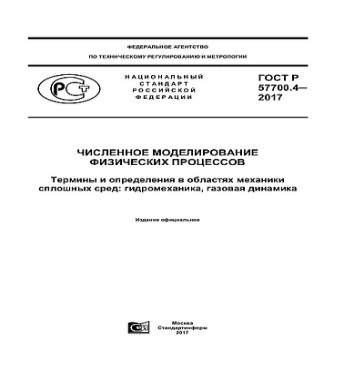 ФЕДЕРАЛЬНОЕ АГЕНТСТВО
ПО ТЕХНИЧЕСКОМУ РЕГУЛИРОВАНИЮ И МЕТРОЛОГИИ
НАЦИОНАЛЬНЫЙ
СТАНДАРТ
РОССИЙСКОЙ
ФЕДЕРАЦИИ
ГОСТ Р
57700.4—
2017
ЧИСЛЕННОЕ МОДЕЛИРОВАНИЕ
ФИЗИЧЕСКИХ ПРОЦЕССОВ
Термины и определения в областях механики
сплошных сред: гидромеханика, газовая динамика
Издание официальное
Москва
Стандартинформ
2017